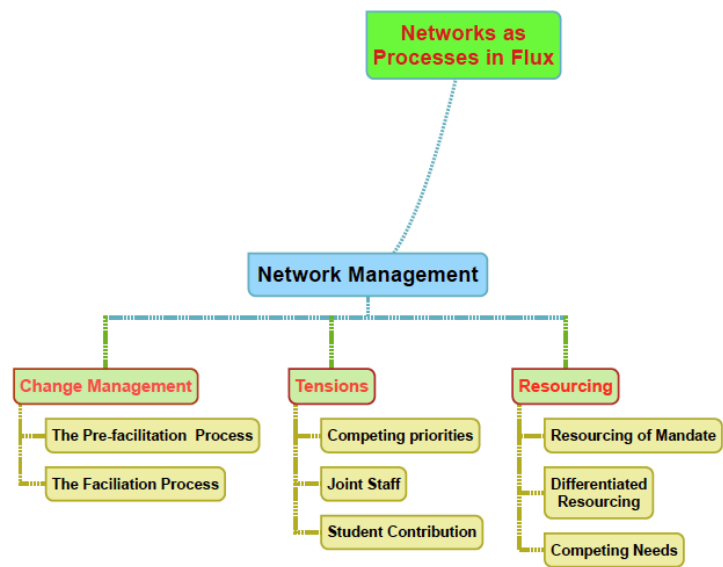 Networks as
Processes in Flux
Network Management
Change Management
The Pre-facilitation Process
The Faciliation Process
Tensions
Competing priorities
Joint Staff
Student Contribution
Resourcing
Resourcing of Mandate
Differentiated
Resourcing
Competing Needs